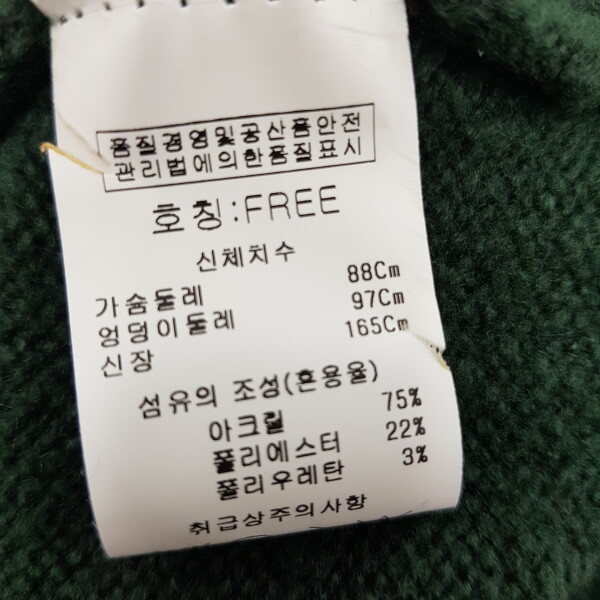 품질경영및공산품안전
관리법에의한품질표시
호칭:FREE
신체치수
가슴둘레 88Cm
엉덩이둘레 97Cm
신장 165Cm
섬유의 조성(혼용율)
아크릴 75%
폴리에스터 22%
폴리우레탄 3%
취급상주의사항